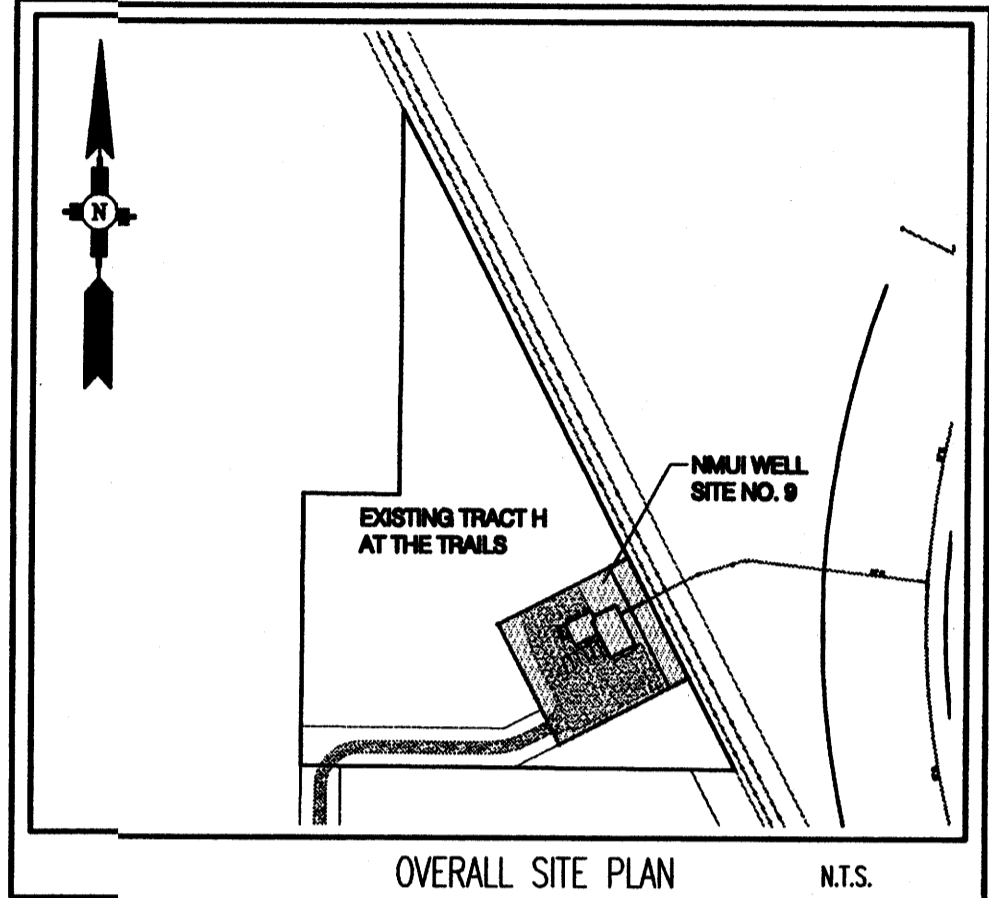 N
NMUI WELL
SITE NO. 9
EXISTING TRACT H
AT THE TRAILS
OVERALL SITE PLAN
N.T.S.